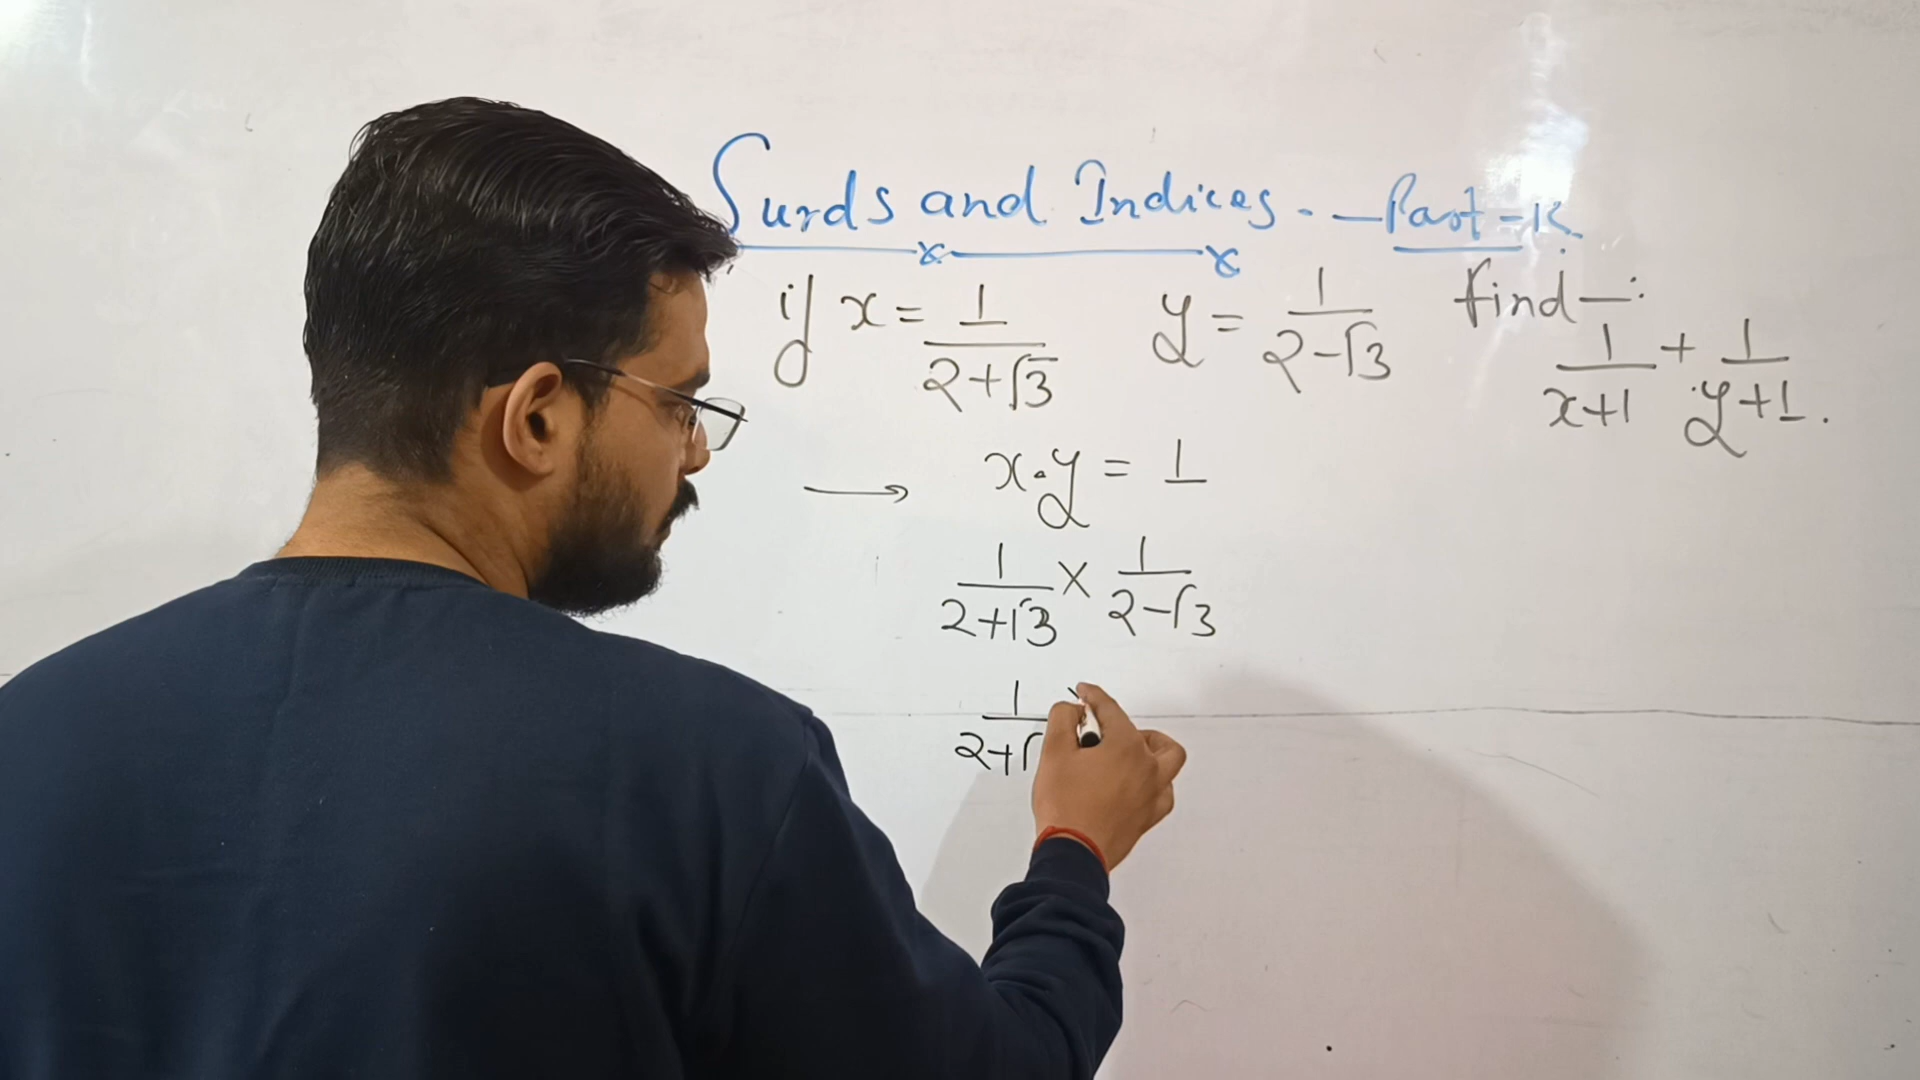 Surds and Indices. - Part - 12
if x = 1/(2+√3) y = 1/(2-√3) find -:
1/(x+1) + 1/(y+1).
→ x·y = 1
1/(2+√3) × 1/(2-√3)
1/(2+√